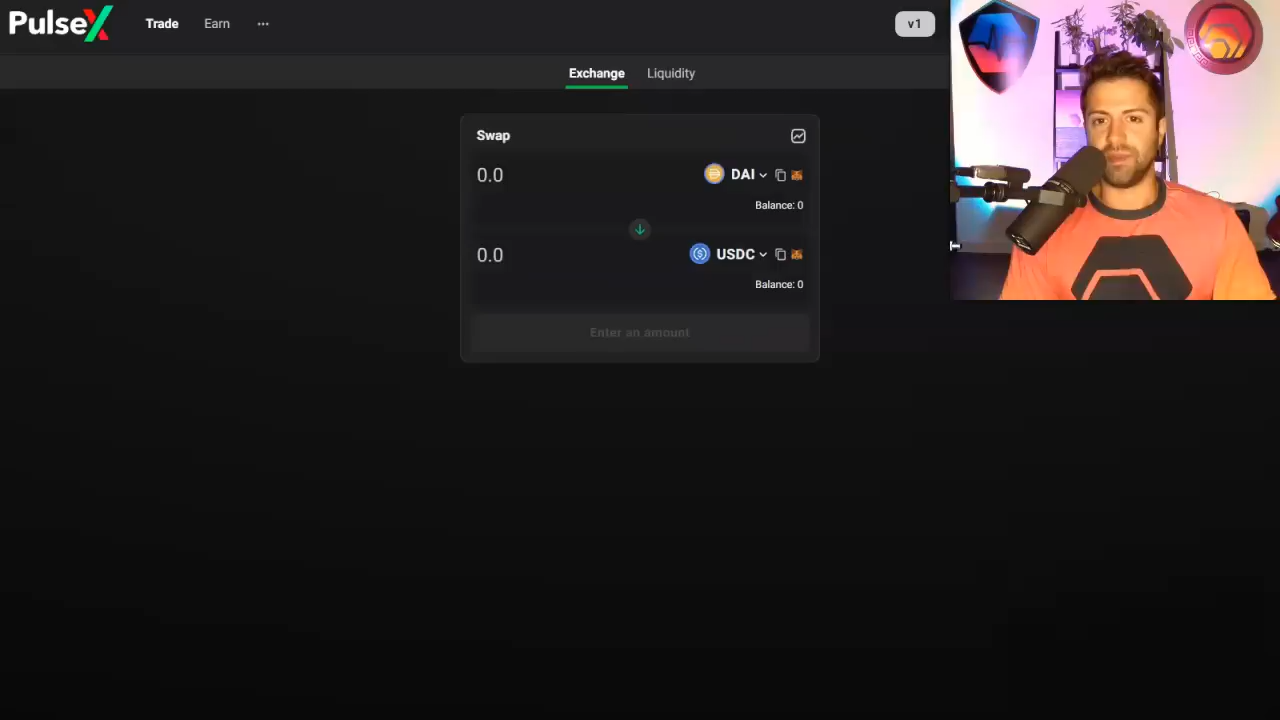 PulseX
Trade
Earn
...
v1
Exchange
Liquidity
Swap
0.0
DAI
Balance: 0
0.0
USDC
Balance: 0
Enter an amount